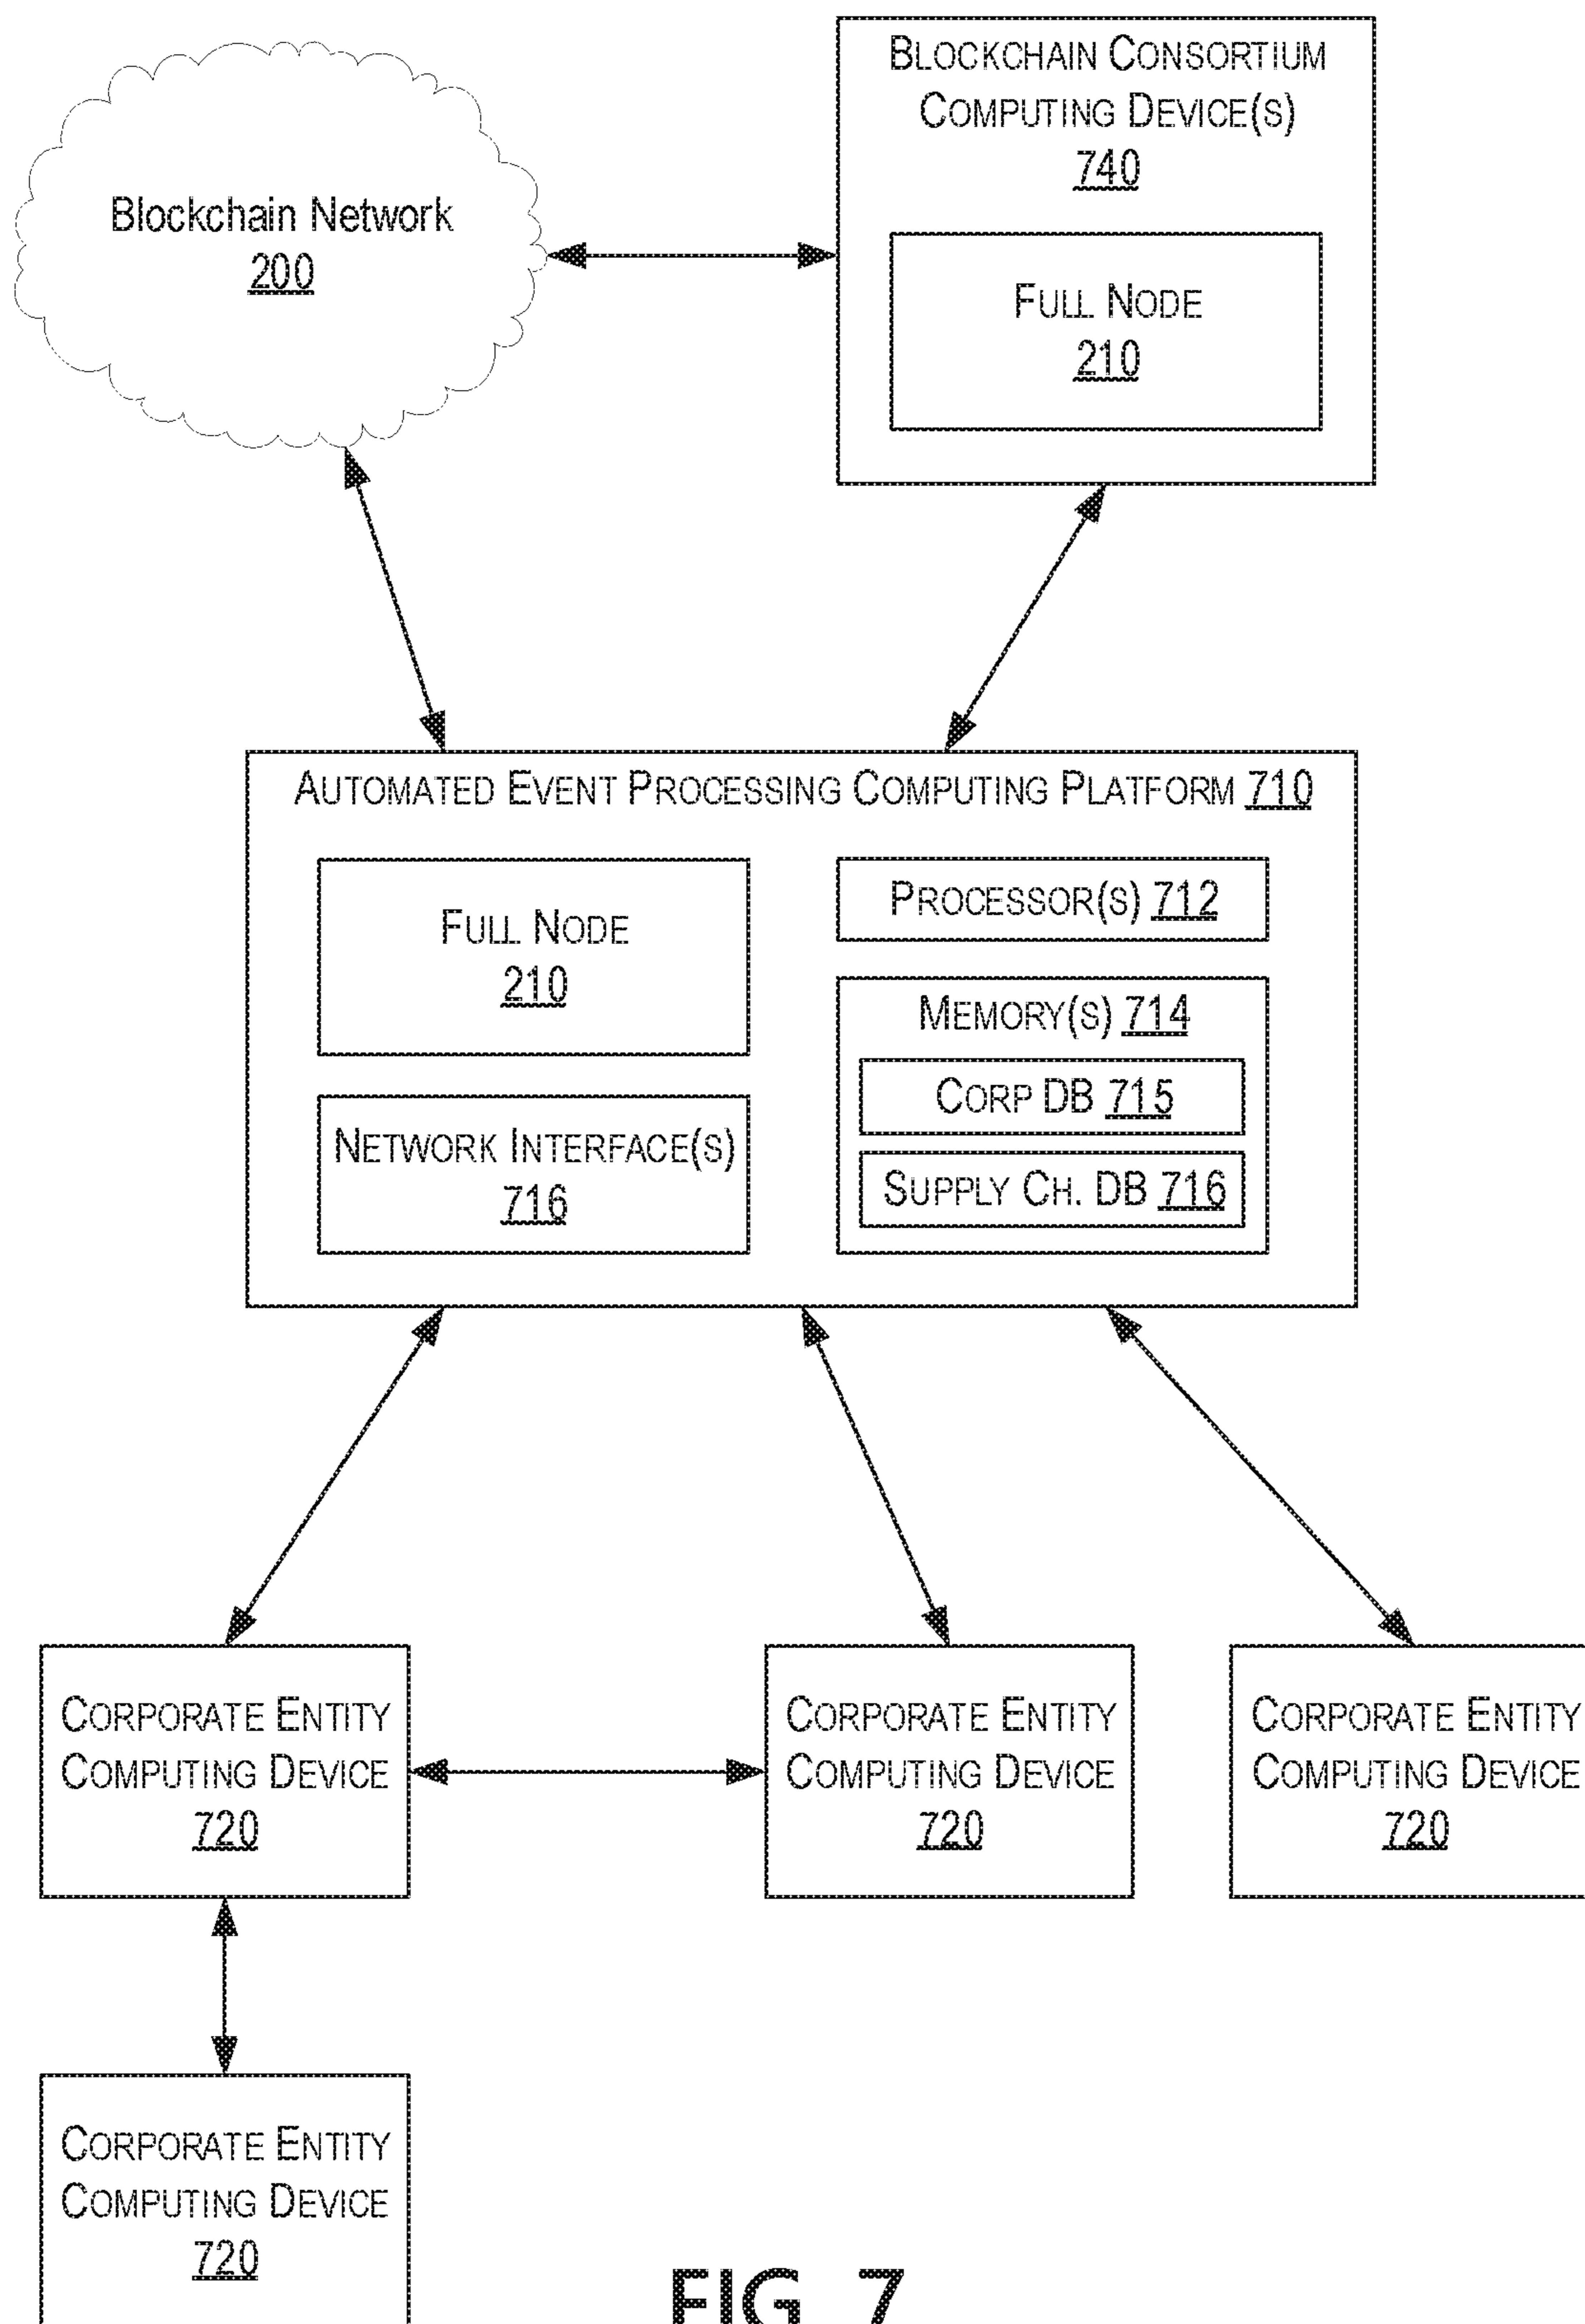 Blockchain Network
200
BLOCKCHAIN CONSORTIUM
COMPUTING DEVICE(S)
740
FULL NODE
210
AUTOMATED EVENT PROCESSING COMPUTING PLATFORM 710
FULL NODE
210
NETWORK INTERFACE(S)
716
PROCESSOR(S) 712
MEMORY(S) 714
CORP DB 715
SUPPLY CH. DB 716
CORPORATE ENTITY
COMPUTING DEVICE
720
CORPORATE ENTITY
COMPUTING DEVICE
720
CORPORATE ENTITY
COMPUTING DEVICE
720
CORPORATE ENTITY
COMPUTING DEVICE
720
FIG. 7